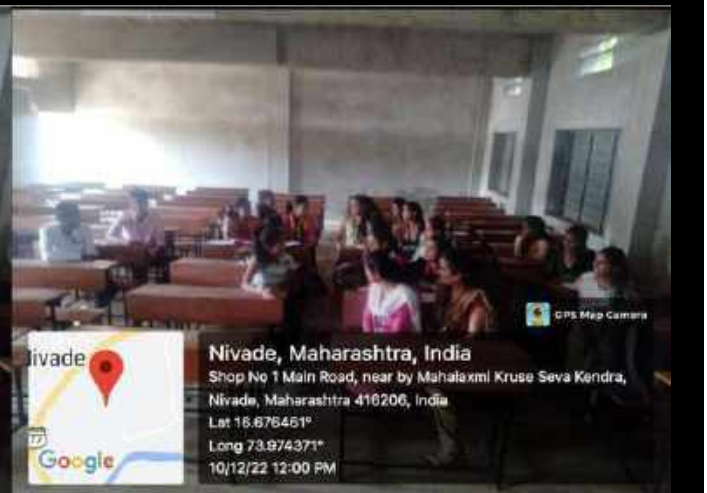 GPS Map Camera
Nivade, Maharashtra, India
Shop No 1 Main Road, near by Mahalaxmi Kruse Seva Kendra,
Nivade, Maharashtra 416206, India
Lat 16.676461°
Long 73.974371°
10/12/22 12:00 PM
livade
Google